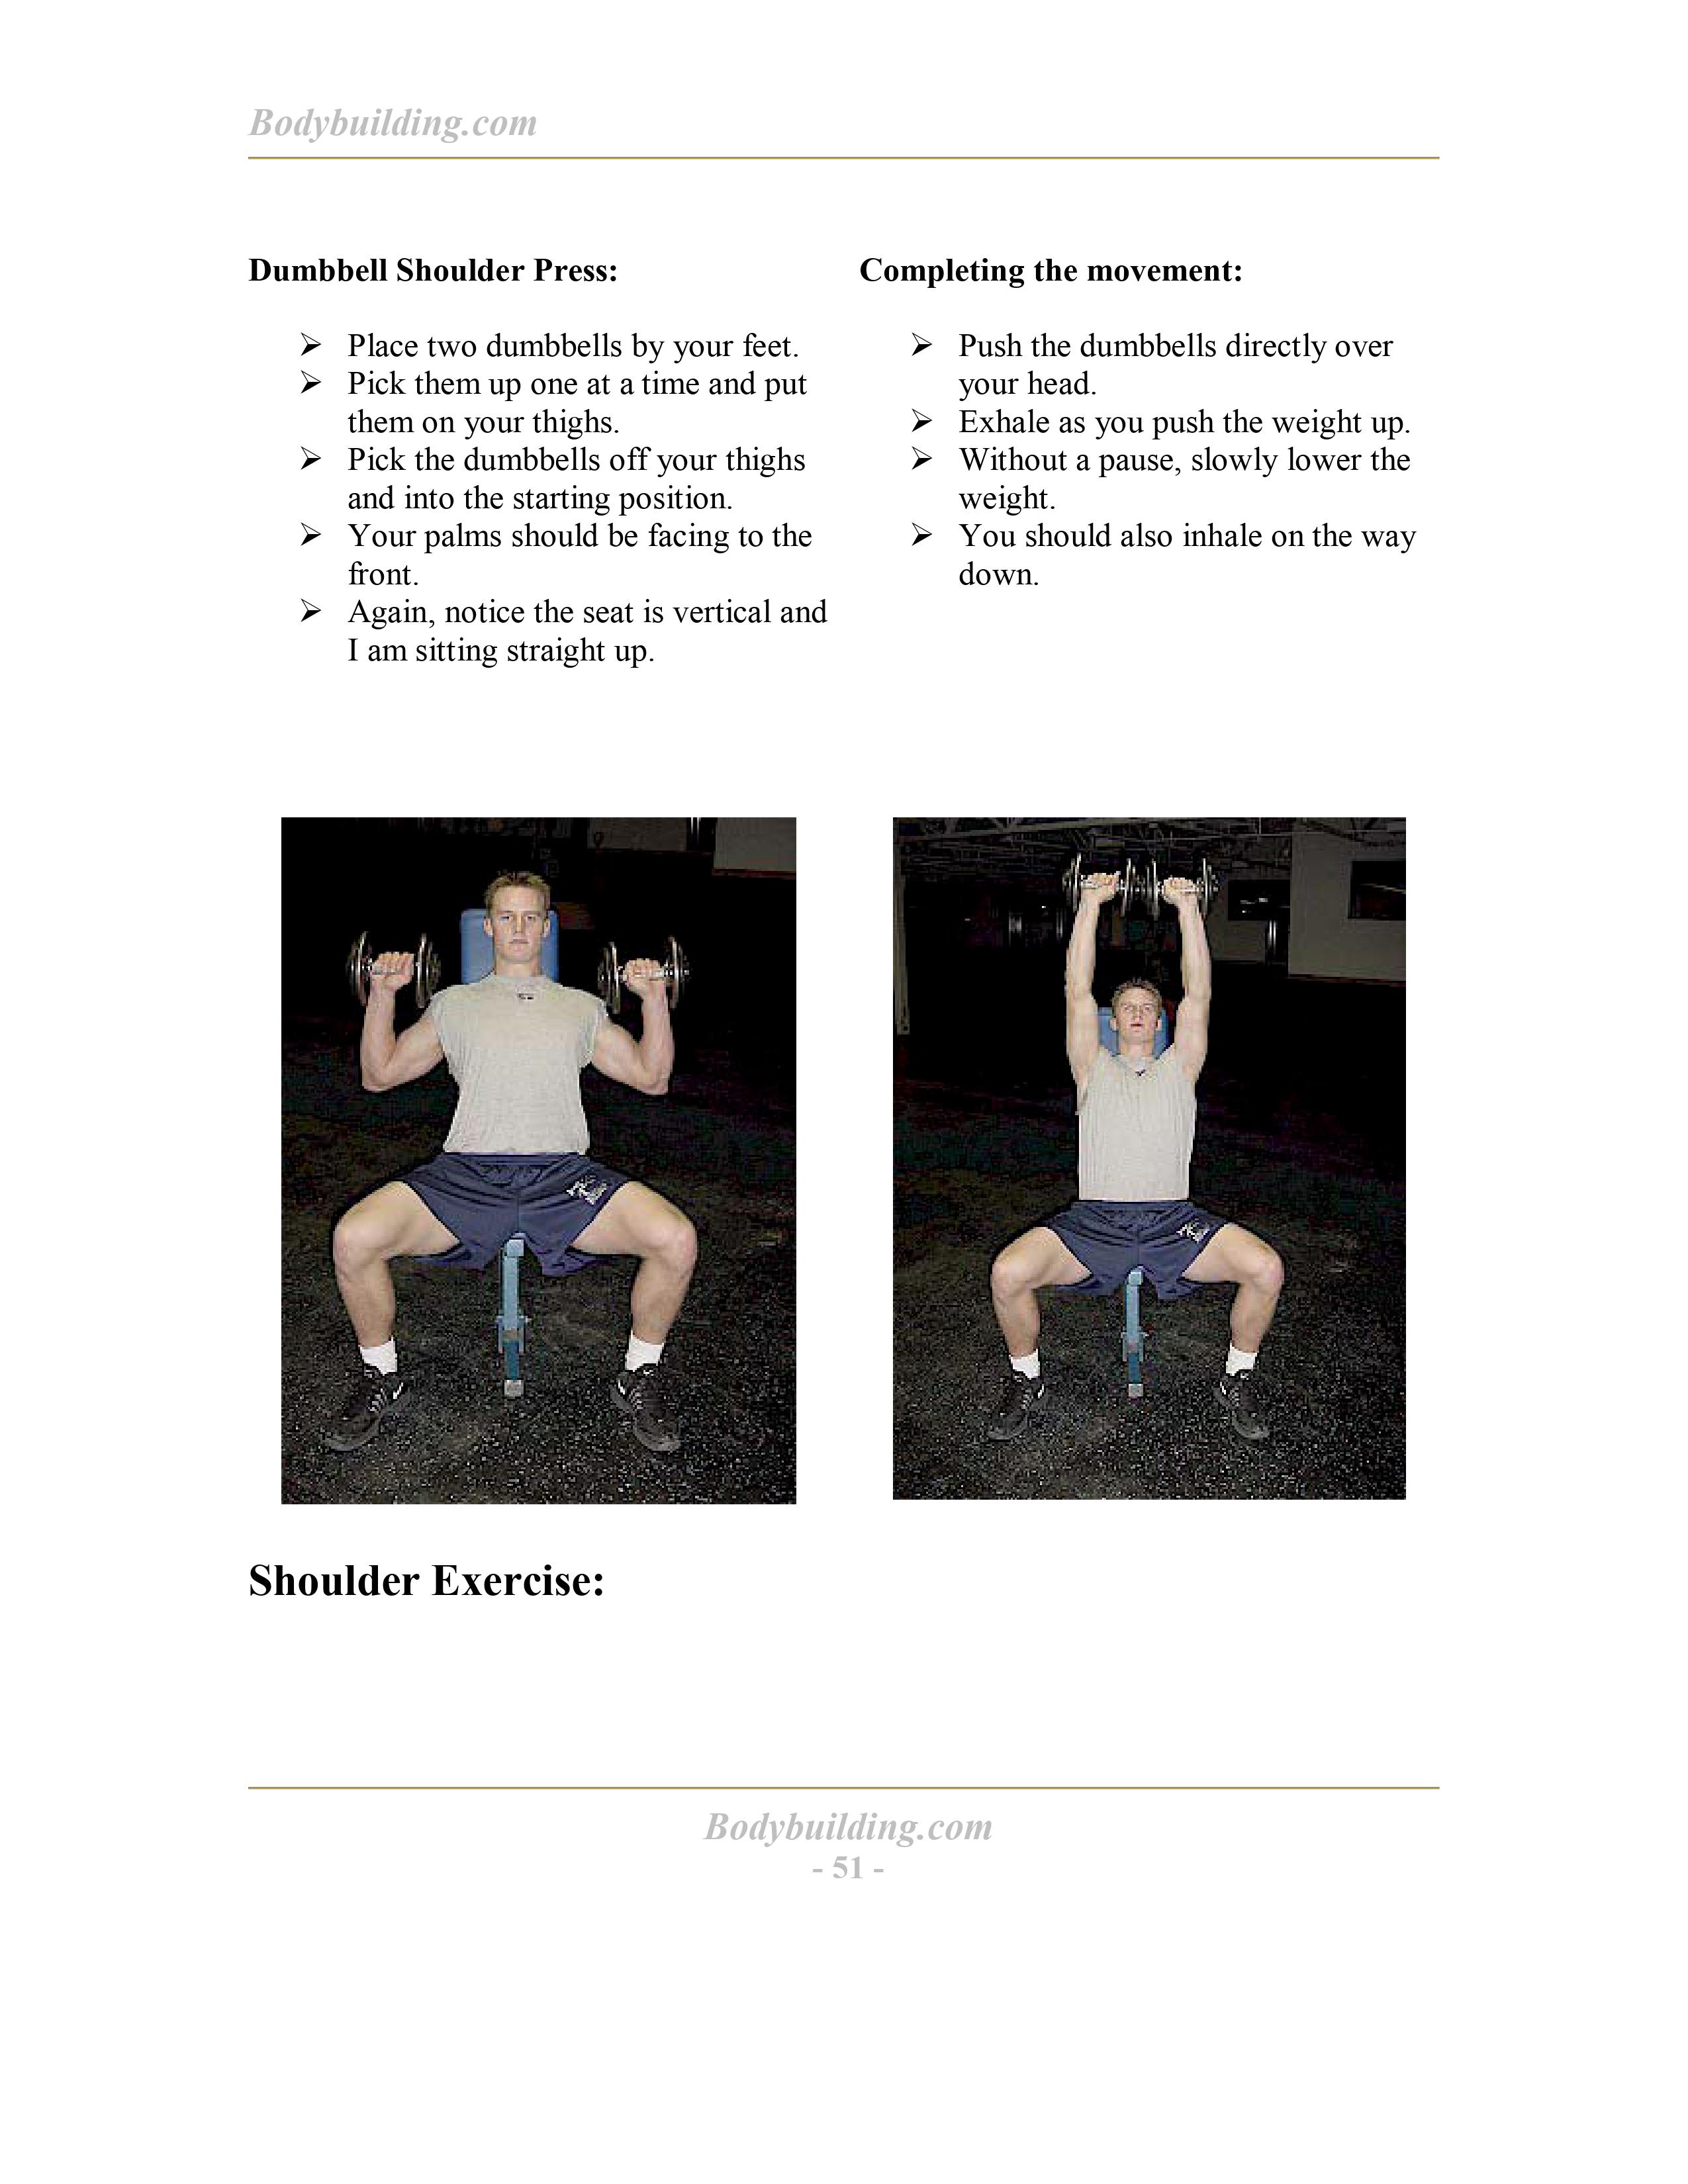 Bodybuilding.com
Dumbbell Shoulder Press:
➢ Place two dumbbells by your feet.
➢ Pick them up one at a time and put
them on your thighs.
➢ Pick the dumbbells off your thighs
and into the starting position.
➢ Your palms should be facing to the
front.
➢ Again, notice the seat is vertical and
I am sitting straight up.
Completing the movement:
➢ Push the dumbbells directly over
your head.
➢ Exhale as you push the weight up.
➢ Without a pause, slowly lower the
weight.
➢ You should also inhale on the way
down.
Shoulder Exercise:
Bodybuilding.com
- 51 -